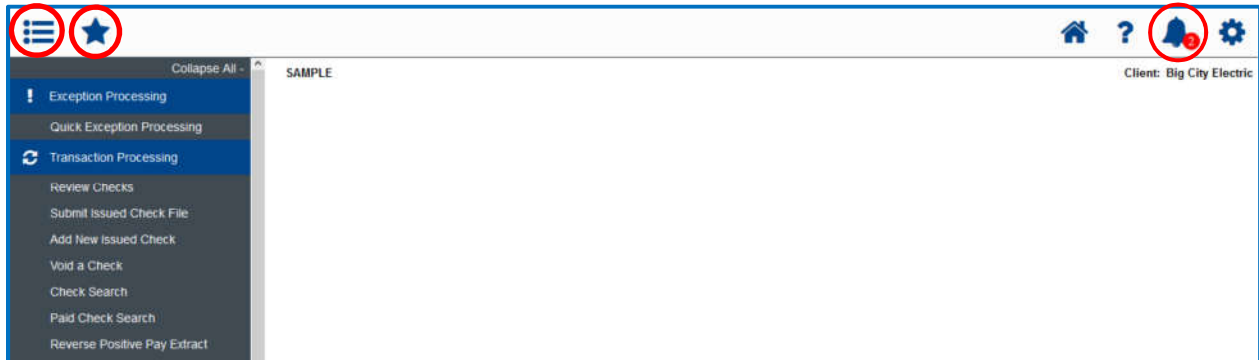 ?
2
Collapse All -
SAMPLE
Client: Big City Electric
! Exception Processing
Quick Exception Processing
Transaction Processing
Review Checks
Submit Issued Check File
Add New Issued Check
Void a Check
Check Search
Paid Check Search
Reverse Positive Pay Extract